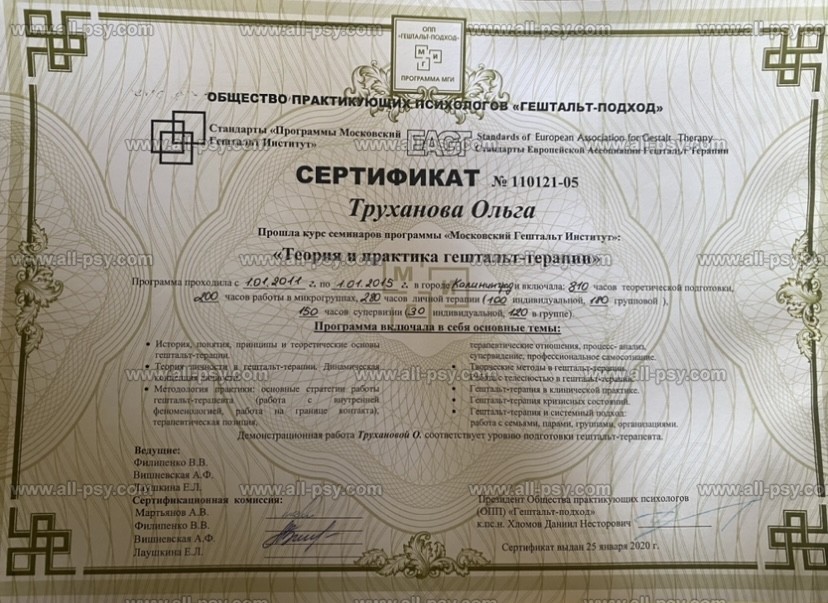 ОПП
«ГЕШТАЛЬТ-ПОДХОД»
М
И
Г
ПРОГРАММА МГИ
ОБЩЕСТВО ПРАКТИКУЮЩИХ ПСИХОЛОГОВ «ГЕШТАЛЬТ-ПОДХОД»
Стандарты «Программы Московский
Гештальт Институт»
EAGT
Standards of European Association for Gestalt Therapy
Стандарты Европейской Ассоциации Гештальт Терапии
СЕРТИФИКАТ № 110121-05
Труханова Ольга
Прошла курс семинаров программы «Московский Гештальт Институт»:
«Теория и практика гештальт-терапии»
Программа проходила с 1.01.2011 г. по 1.01.2015 г. в городе Калининград и включала: 810 часов теоретической подготовки,
200 часов работы в микрогруппах, 280 часов личной терапии (100 индивидуальной, 180 групповой ),
150 часов супервизии (30 индивидуальной, 120 в группе).
Программа включала в себя основные темы:
• История, понятия, принципы и теоретические основы
гештальт-терапии.
• Теория личности в гештальт-терапии. Динамическая
концепция личности.
• Методология практики: основные стратегии работы
гештальт-терапевта (работа с внутренней
феноменологией, работа на границе контакта),
терапевтическая позиция,
терапевтические отношения, процесс- анализ,
супервидение, профессиональное самосознание.
• Творческие методы в гештальт-терапии.
• Работа с телесностью в гештальт-терапии.
• Гештальт-терапия в клинической практике.
• Гештальт-терапия кризисных состояний.
• Гештальт-терапия и системный подход:
работа с семьями, парами, группами, организациями.
Демонстрационная работа Трухановой О. соответствует уровню подготовки гештальт-терапевта.
Ведущие:
Филипенко В.В.
Вишневская А.Ф.
Лаушкина Е.Л.
Сертификационная комиссия:
Мартынов А.В.
Филипенко В.В.
Вишневская А.Ф.
Лаушкина Е.Л.
Президент Общества практикующих психологов
(ОПП) «Гештальт-подход»
к.пс.н. Хломов Даниил Несторович
Сертификат выдан 25 января 2020 г.
www.all-psy.com